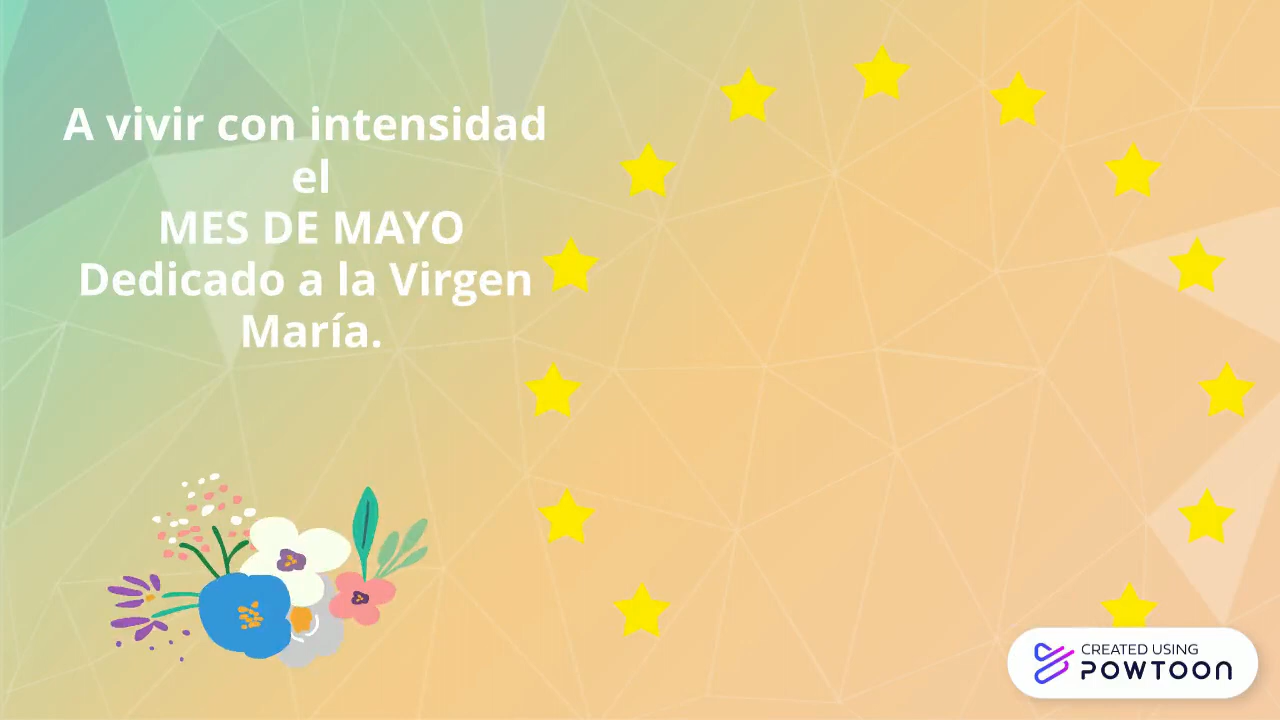 A vivir con intensidad
el
MES DE MAYO
Dedicado a la Virgen
María.
CREATED USING
POWTOON